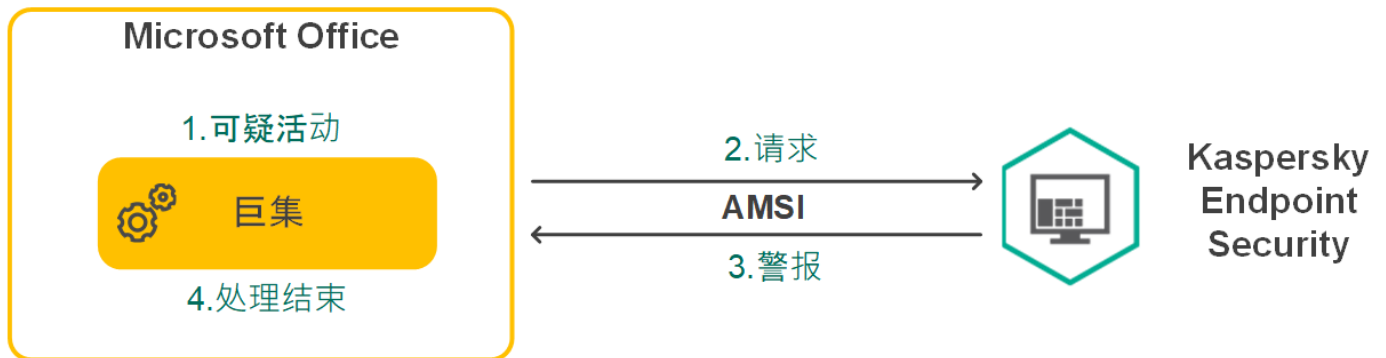 Microsoft Office
1.可疑活动
巨集
4.处理结束
2.请求
AMSI
3.警报
Kaspersky
Endpoint
Security